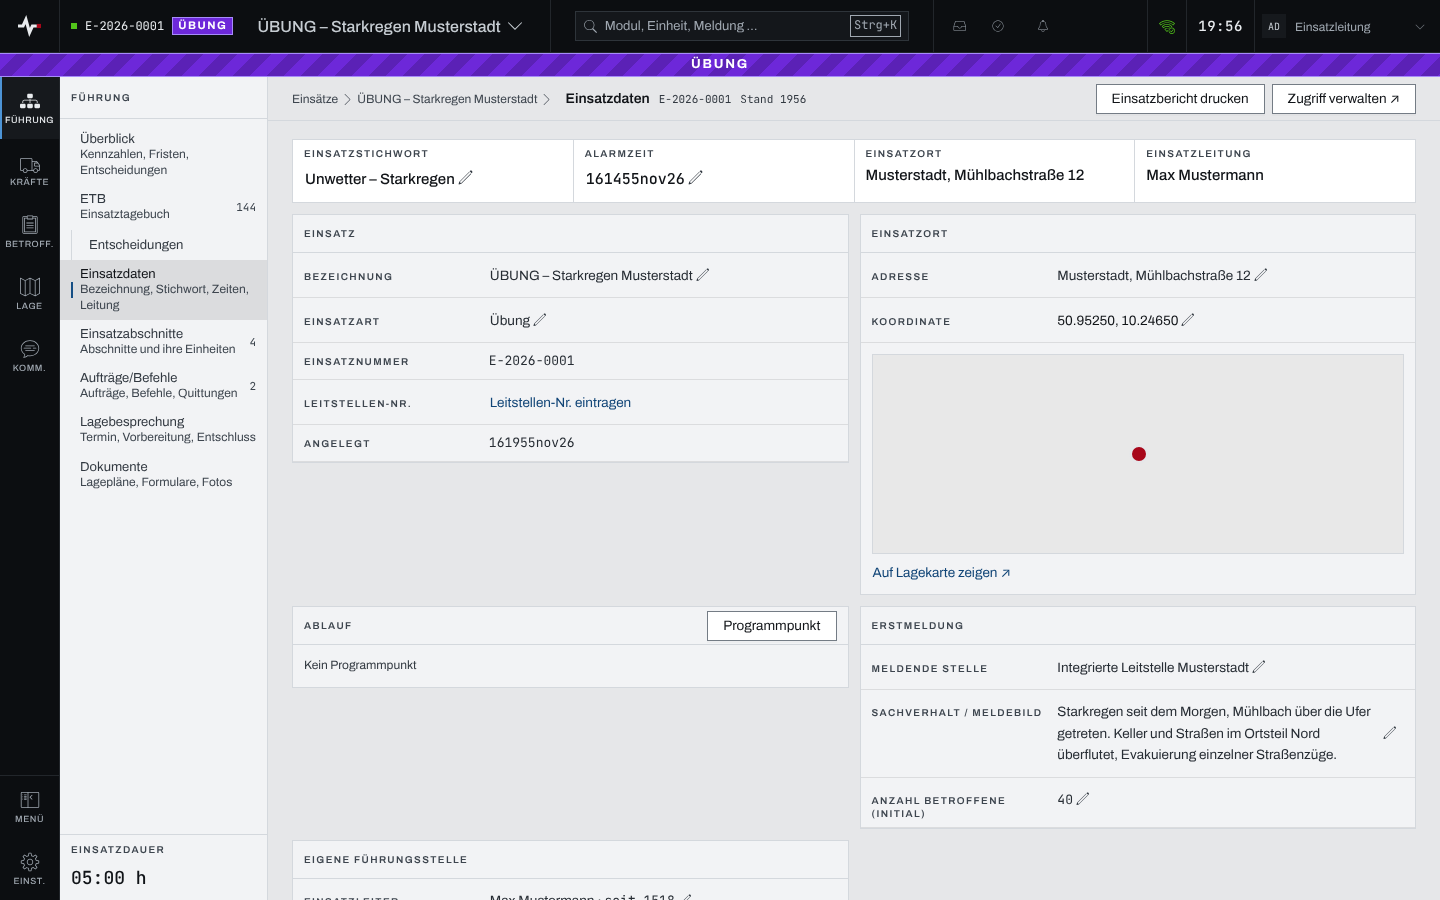 E-2026-0001 ÜBUNG ÜBUNG – Starkregen Musterstadt
Modul, Einheit, Meldung ... Strg+K
19:56
AD Einsatzleitung
ÜBUNG
FÜHRUNG
KRÄFTE
BETROFF.
LAGE
KOMM.
MENÜ
EINST.
FÜHRUNG
Überblick
Kennzahlen, Fristen,
Entscheidungen
ETB
Einsatztagebuch
144
Entscheidungen
Einsatzdaten
Bezeichnung, Stichwort, Zeiten,
Leitung
Einsatzabschnitte
Abschnitte und ihre Einheiten
4
Aufträge/Befehle
Aufträge, Befehle, Quittungen
2
Lagebesprechung
Termin, Vorbereitung, Entschluss
Dokumente
Lagepläne, Formulare, Fotos
EINSATZDAUER
05:00 h
Einsätze ÜBUNG – Starkregen Musterstadt Einsatzdaten E-2026-0001 Stand 1956
Einsatzbericht drucken
Zugriff verwalten ↗
EINSATZSTICHWORT
Unwetter – Starkregen
ALARMZEIT
161455nov26
EINSATZORT
Musterstadt, Mühlbachstraße 12
EINSATZLEITUNG
Max Mustermann
EINSATZ
BEZEICHNUNG ÜBUNG – Starkregen Musterstadt
EINSATZART Übung
EINSATZNUMMER E-2026-0001
LEITSTELLEN-NR. Leitstellen-Nr. eintragen
ANGELEGT 161955nov26
EINSATZORT
ADRESSE Musterstadt, Mühlbachstraße 12
KOORDINATE 50.95250, 10.24650
Auf Lagekarte zeigen ↗
ABLAUF
Programmpunkt
Kein Programmpunkt
ERSTMELDUNG
MELDENDE STELLE Integrierte Leitstelle Musterstadt
SACHVERHALT / MELDEBILD Starkregen seit dem Morgen, Mühlbach über die Ufer
getreten. Keller und Straßen im Ortsteil Nord
überflutet, Evakuierung einzelner Straßenzüge.
ANZAHL BETROFFENE 40
(INITIAL)
EIGENE FÜHRUNGSSTELLE
EINSATZLEITER Max Mustermann · seit 1518